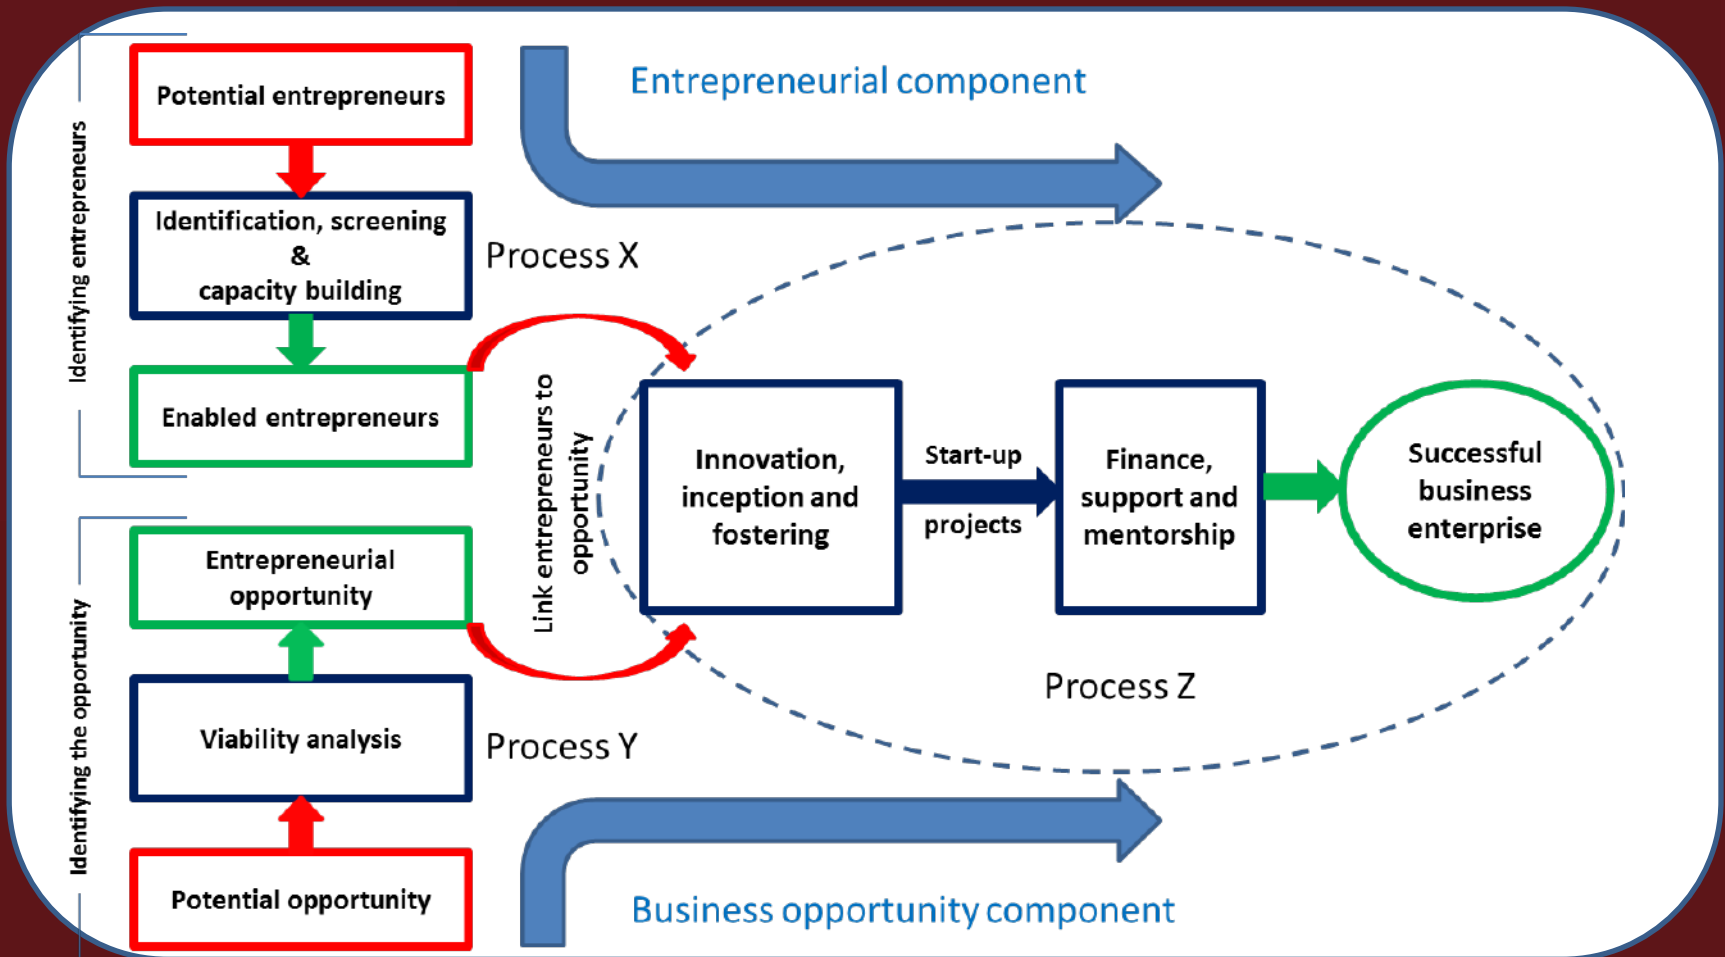 Entrepreneurial component
Identifying entrepreneurs
Potential entrepreneurs
Identification, screening
&
capacity building
Process X
Enabled entrepreneurs
Link entrepreneurs to
opportunity
Innovation,
inception and
fostering
Start-up
projects
Finance,
support and
mentorship
Successful
business
enterprise
Process Z
Identifying the opportunity
Entrepreneurial
opportunity
Viability analysis
Process Y
Potential opportunity
Business opportunity component